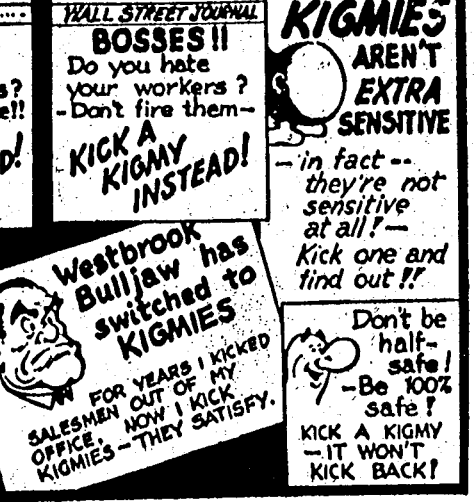 s?
e!!
D!
WALL STREET JOURNAL
BOSSES!!
Do you hate
your workers?
-Don't fire them-
KICK A
KIGMY
INSTEAD!
KIGMIES
AREN'T
EXTRA
SENSITIVE
-in fact--
they're not
sensitive
at all!-
Kick one and
find out!!
Westbrook
Bulljaw has
switched to
KIGMIES
FOR YEARS I KICKED
SALESMEN OUT OF MY
OFFICE. NOW I KICK
KIGMIES-THEY SATISFY.
Don't be
half-
safe!
-Be 100%
safe!
KICK A KIGMY
-IT WON'T
KICK BACK!